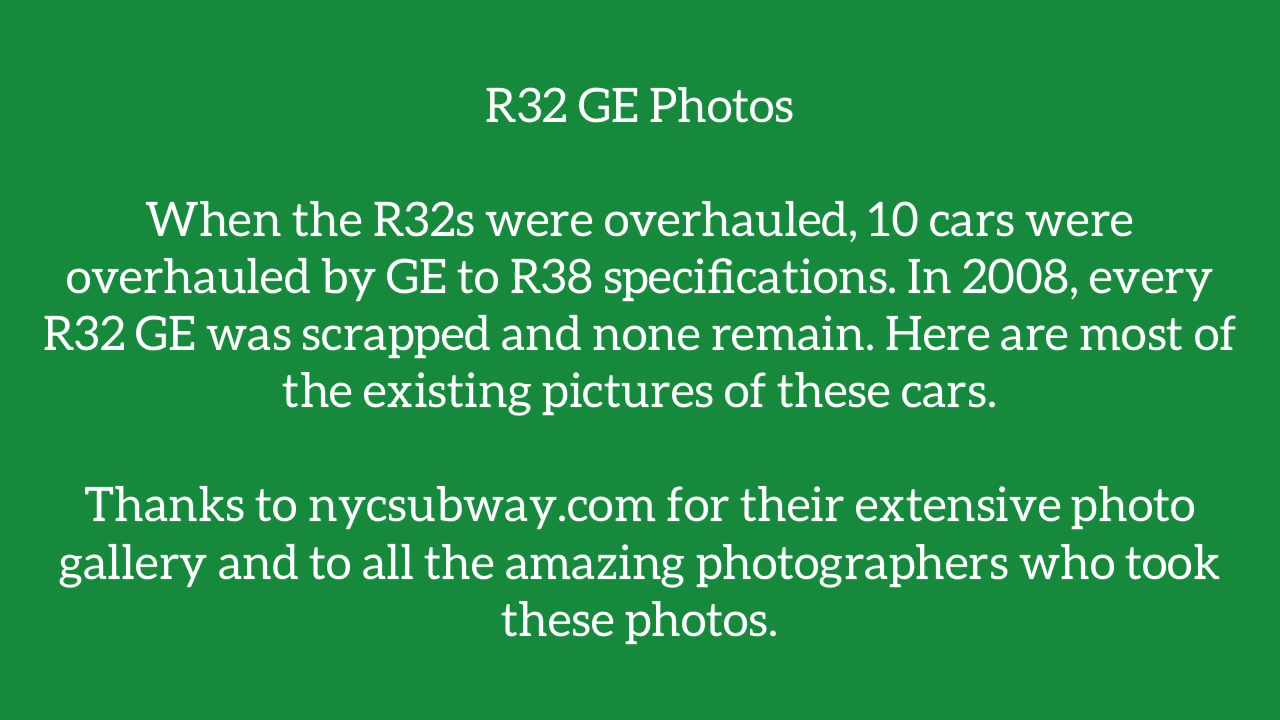 R32 GE Photos
When the R32s were overhauled, 10 cars were
overhauled by GE to R38 specifications. In 2008, every
R32 GE was scrapped and none remain. Here are most of
the existing pictures of these cars.
Thanks to nycsubway.com for their extensive photo
gallery and to all the amazing photographers who took
these photos.